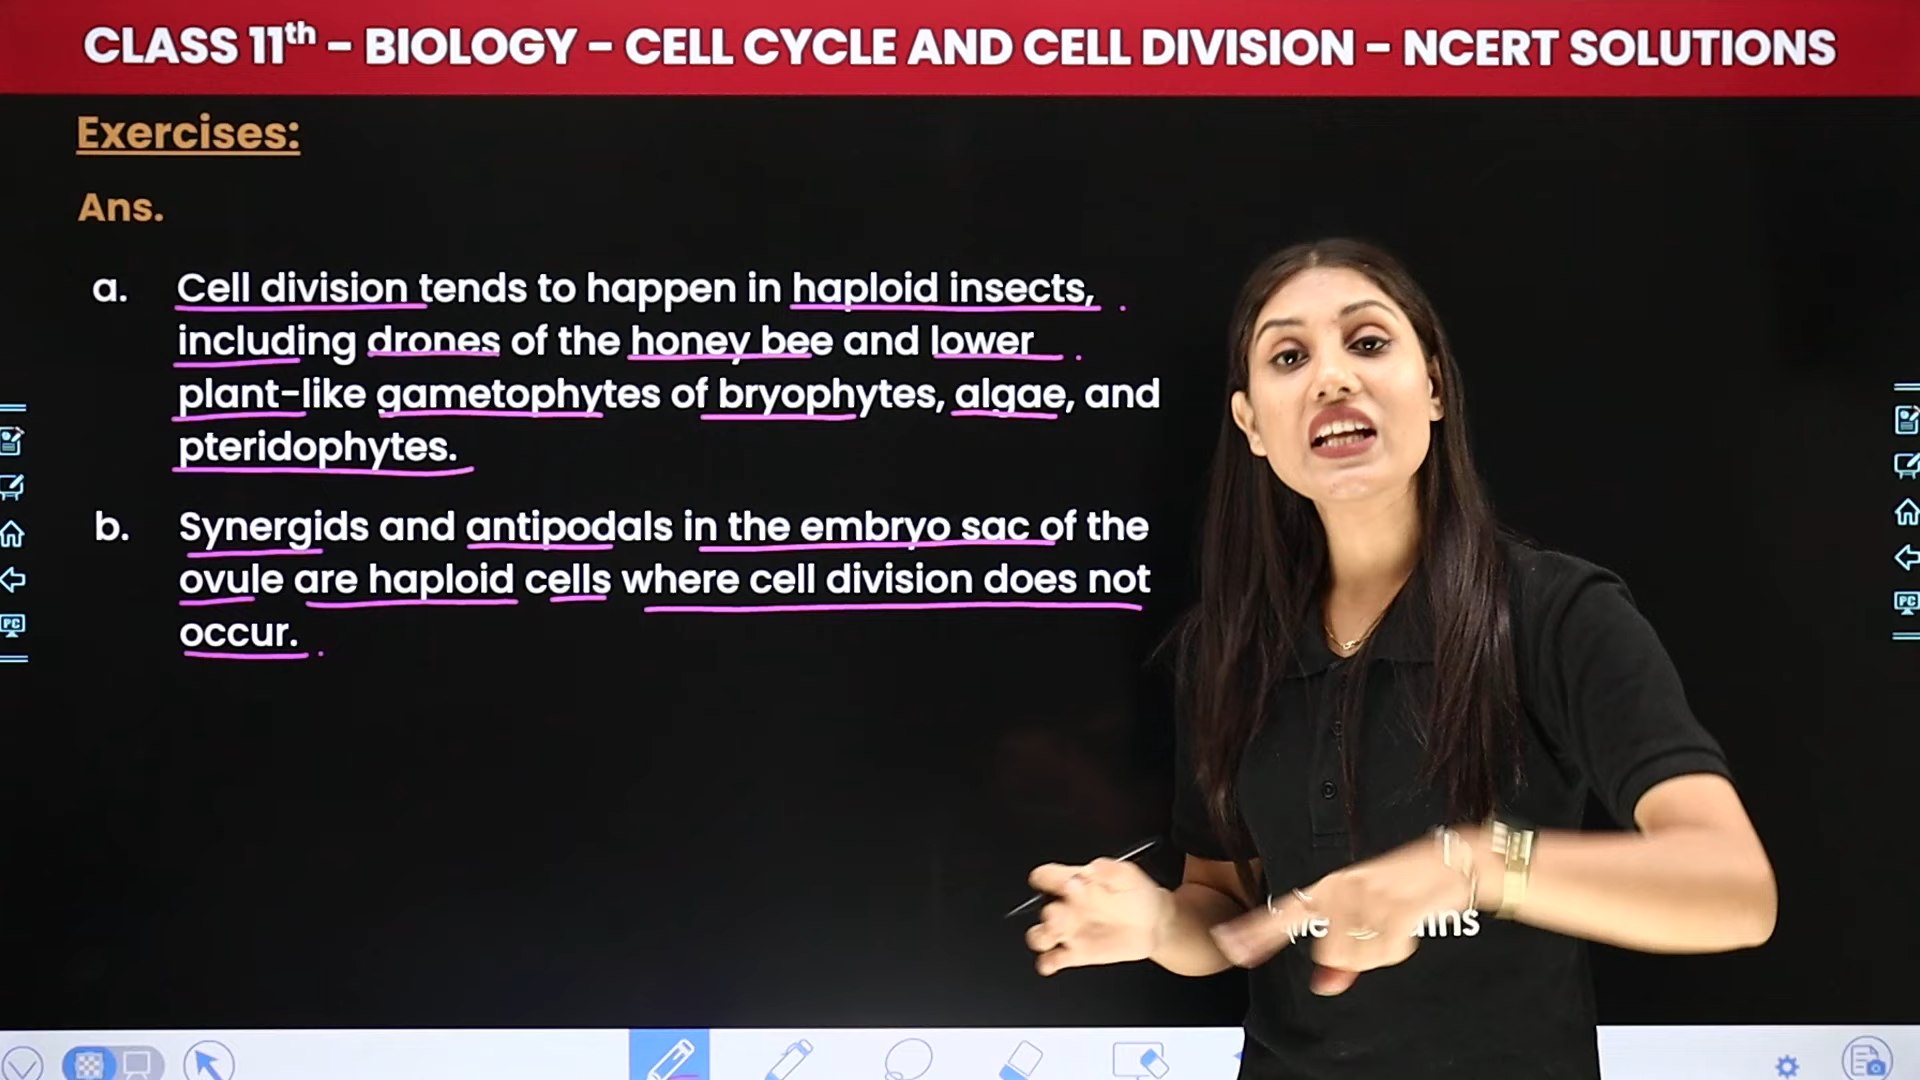 CLASS 11th – BIOLOGY – CELL CYCLE AND CELL DIVISION – NCERT SOLUTIONS
Exercises:
Ans.
a. Cell division tends to happen in haploid insects,
including drones of the honey bee and lower
plant-like gametophytes of bryophytes, algae, and
pteridophytes.
b. Synergids and antipodals in the embryo sac of the
ovule are haploid cells where cell division does not
occur.
PC
PC